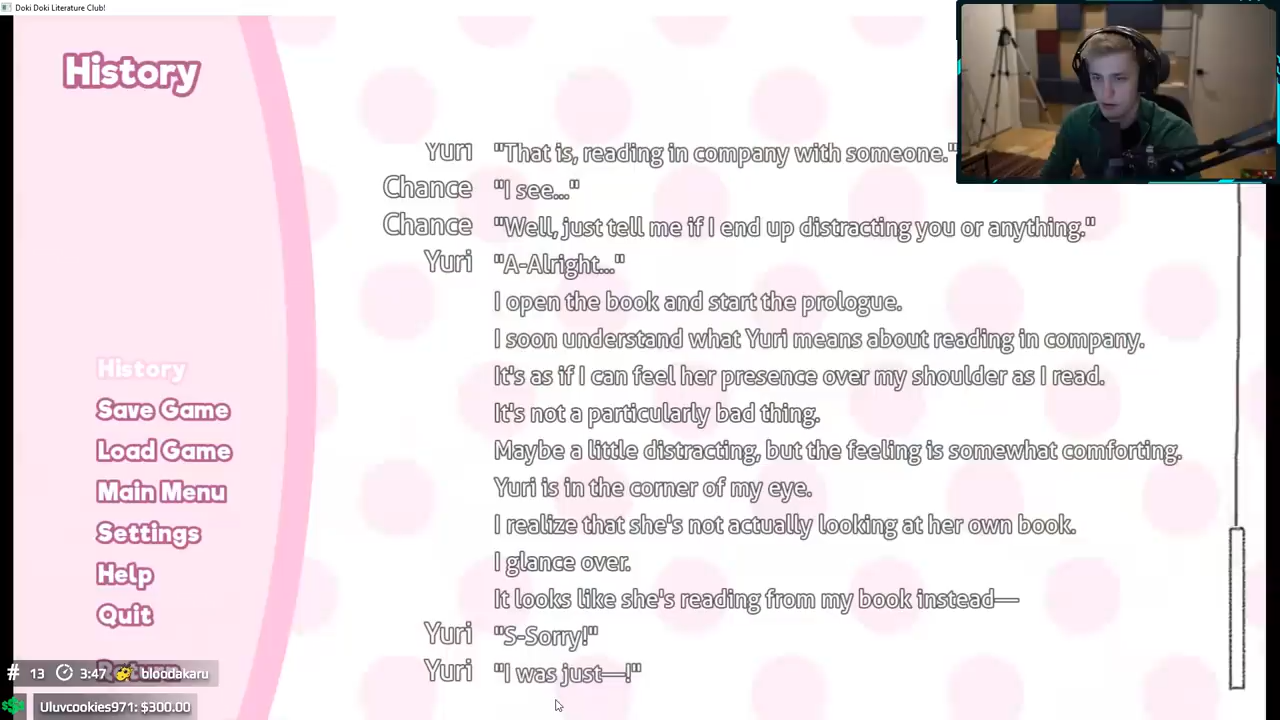 Doki Doki Literature Club!
History
Yuri "That is, reading in company with someone."
Chance "I see..."
Chance "Well, just tell me if I end up distracting you or anything."
Yuri "A-Alright..."
I open the book and start the prologue.
I soon understand what Yuri means about reading in company.
It's as if I can feel her presence over my shoulder as I read.
It's not a particularly bad thing.
Maybe a little distracting, but the feeling is somewhat comforting.
Yuri is in the corner of my eye.
I realize that she's not actually looking at her own book.
I glance over.
It looks like she's reading from my book instead—
Yuri "S-Sorry!"
Yuri "I was just—!"
History
Save Game
Load Game
Main Menu
Settings
Help
Quit
Return
# 13 3:47 bloodakaru
Uluvcookies971: $300.00